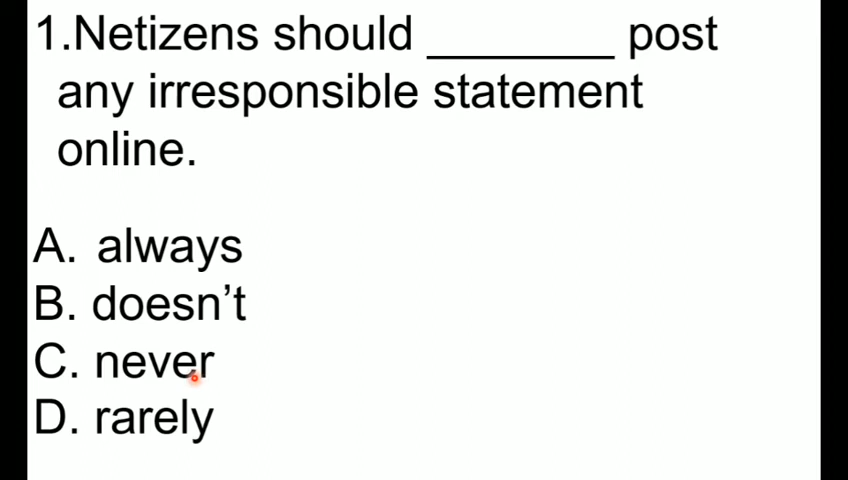 1.Netizens should ________ post
any irresponsible statement
online.
A. always
B. doesn’t
C. never
D. rarely